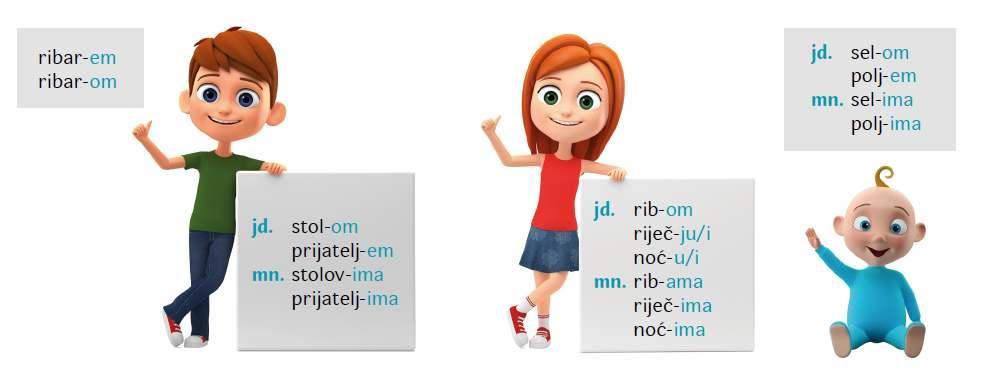 ribar-em
ribar-om
jd. stol-om
prijatelj-em
mn. stolov-ima
prijatelj-ima
jd. rib-om
riječ-ju/i
noć-u/i
mn. rib-ama
riječ-ima
noć-ima
jd. sel-om
polj-em
mn. sel-ima
polj-ima